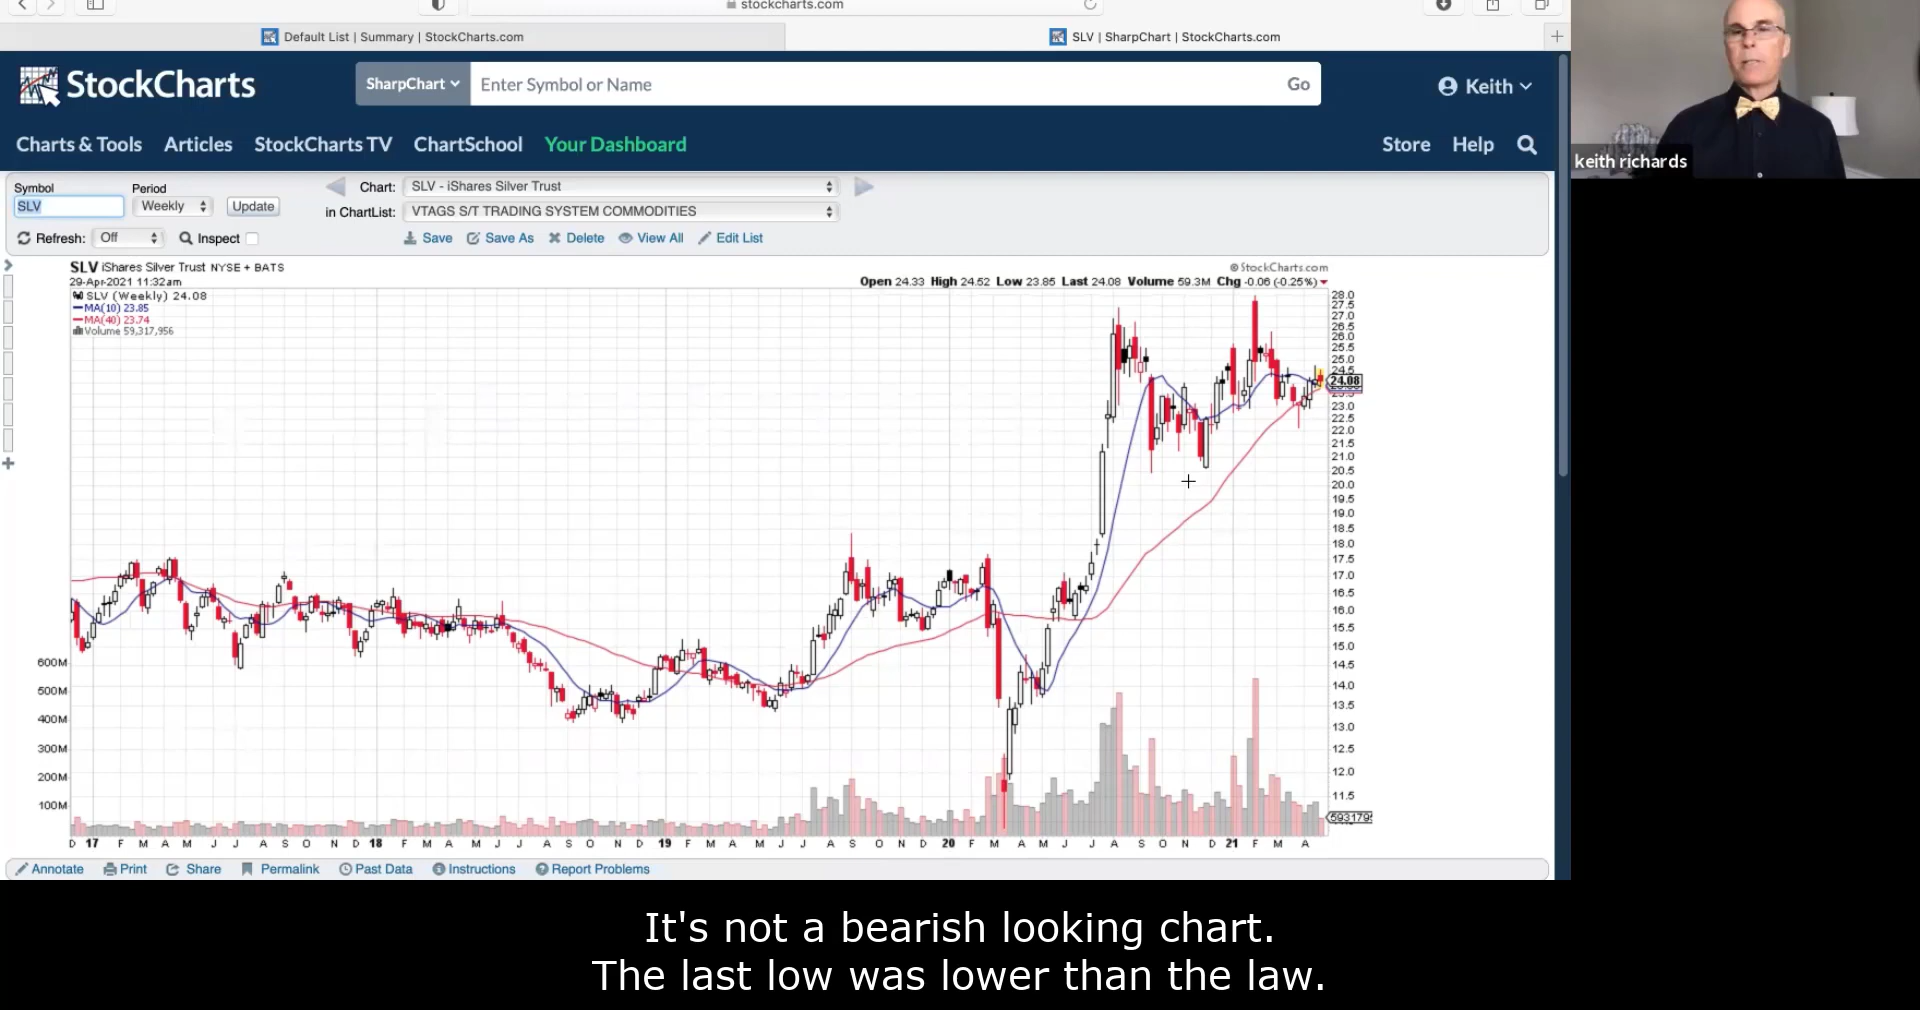 stockcharts.com
Default List | Summary | StockCharts.com
SLV | SharpChart | StockCharts.com
StockCharts
SharpChart
Enter Symbol or Name
Go
Keith
Charts & Tools
Articles
StockCharts TV
ChartSchool
Your Dashboard
Store
Help
keith richards
Symbol
Period
SLV
Weekly
Update
Chart:
SLV - iShares Silver Trust
in ChartList:
VTAGS S/T TRADING SYSTEM COMMODITIES
Refresh:
Off
Inspect
Save
Save As
Delete
View All
Edit List
SLV iShares Silver Trust NYSE + BATS
© StockCharts.com
29-Apr-2021 11:32am
Open 24.33 High 24.52 Low 23.85 Last 24.08 Volume 59.3M Chg -0.06 (-0.25%)
SLV (Weekly) 24.08
MA(10) 23.85
MA(40) 23.74
Volume 59,317,956
28.0
27.5
27.0
26.5
26.0
25.5
25.0
24.5
24.08
23.0
22.5
22.0
21.5
21.0
20.5
20.0
19.5
19.0
18.5
18.0
17.5
17.0
16.5
16.0
15.5
15.0
14.5
14.0
13.5
13.0
12.5
12.0
11.5
600M
500M
400M
300M
200M
100M
593179
D 17 F M A M J J A S O N D 18 F M A M J J A S O N D 19 F M A M J J A S O N D 20 F M A M J J A S O N D 21 F M A
Annotate
Print
Share
Permalink
Past Data
Instructions
Report Problems
It's not a bearish looking chart.
The last low was lower than the law.